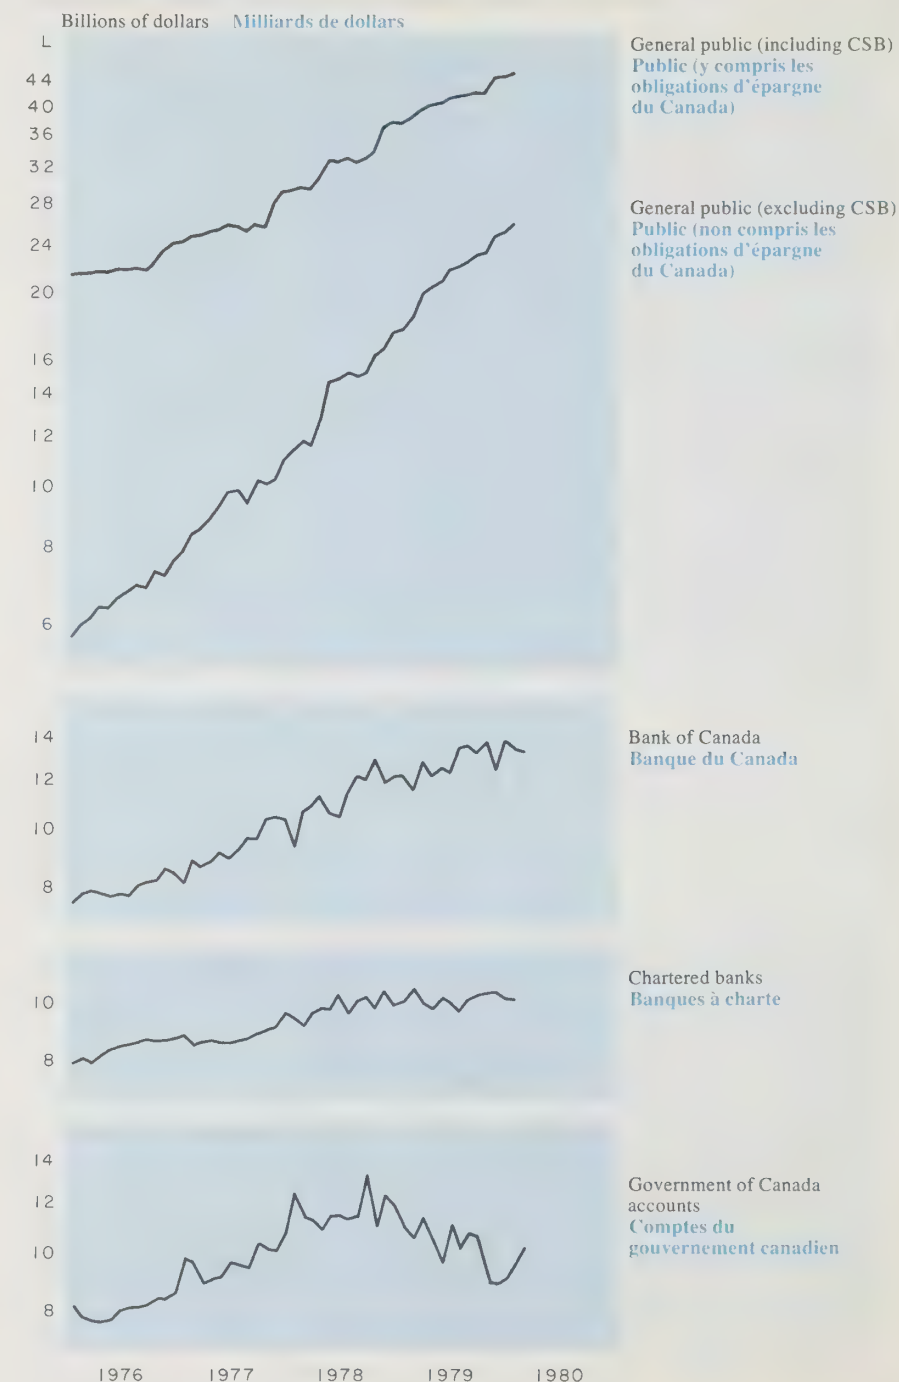 Billions of dollars Milliards de dollars
L
44
40
36
32
28
24
20
16
14
12
10
8
6
General public (including CSB)
Public (y compris les
obligations d'épargne
du Canada)
General public (excluding CSB)
Public (non compris les
obligations d'épargne
du Canada)
14
12
10
8
Bank of Canada
Banque du Canada
10
8
Chartered banks
Banques à charte
14
12
10
8
Government of Canada
accounts
Comptes du
gouvernement canadien
1976 1977 1978 1979 1980